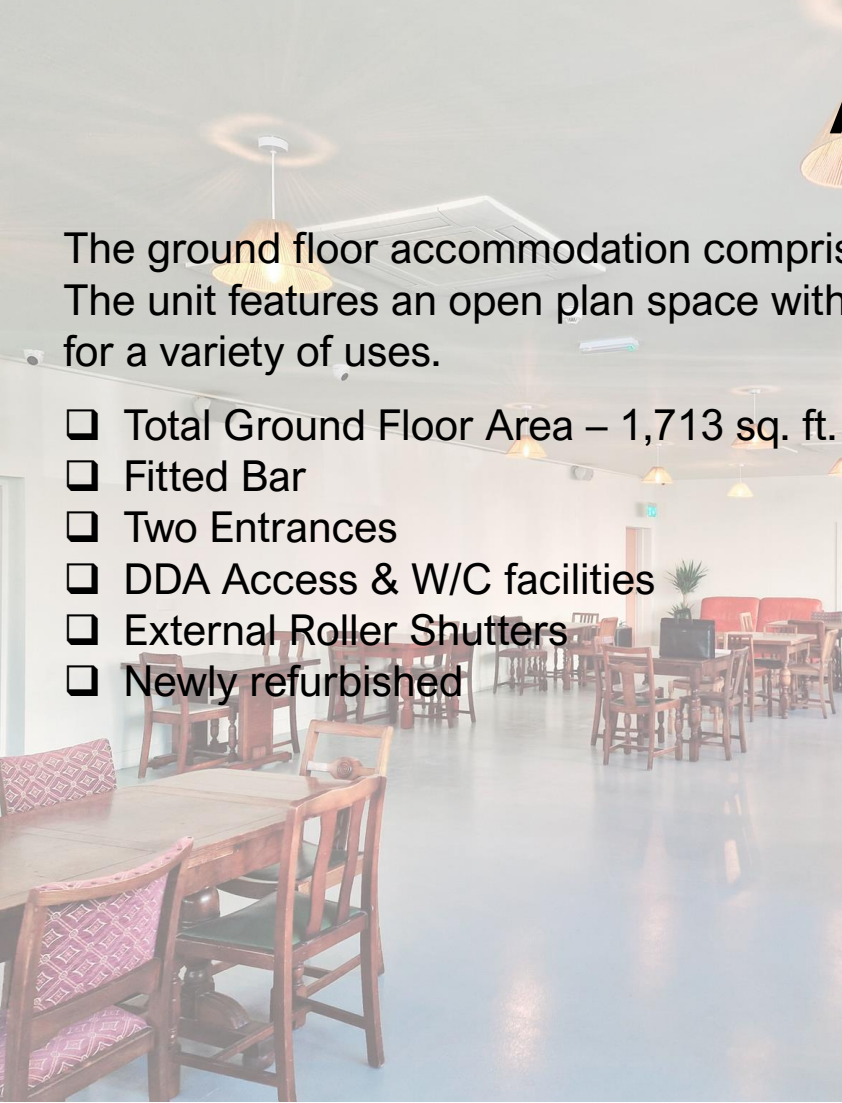 The ground floor accommodation compris
The unit features an open plan space with
for a variety of uses.
❑ Total Ground Floor Area – 1,713 sq. ft.
❑ Fitted Bar
❑ Two Entrances
❑ DDA Access & W/C facilities
❑ External Roller Shutters
❑ Newly refurbished